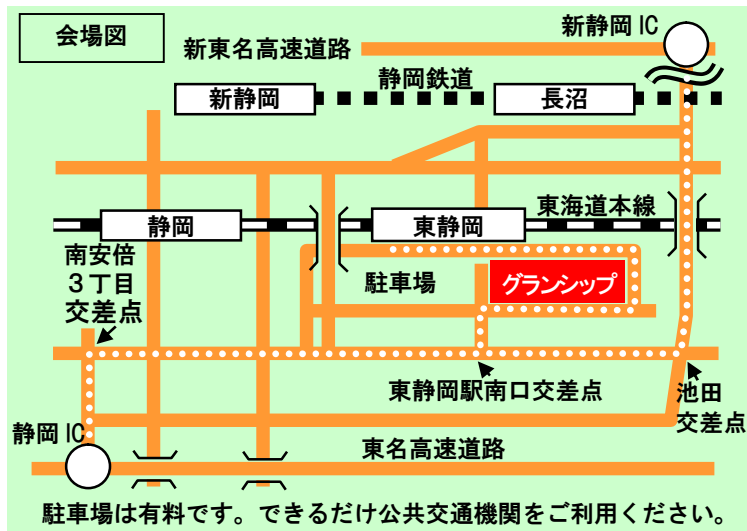 会場図
新静岡IC
新東名高速道路
静岡鉄道
新静岡
長沼
東海道本線
静岡
東静岡
南安倍
３丁目
交差点
駐車場
グランシップ
東静岡駅南口交差点
池田
交差点
静岡IC
東名高速道路
駐車場は有料です。できるだけ公共交通機関をご利用ください。